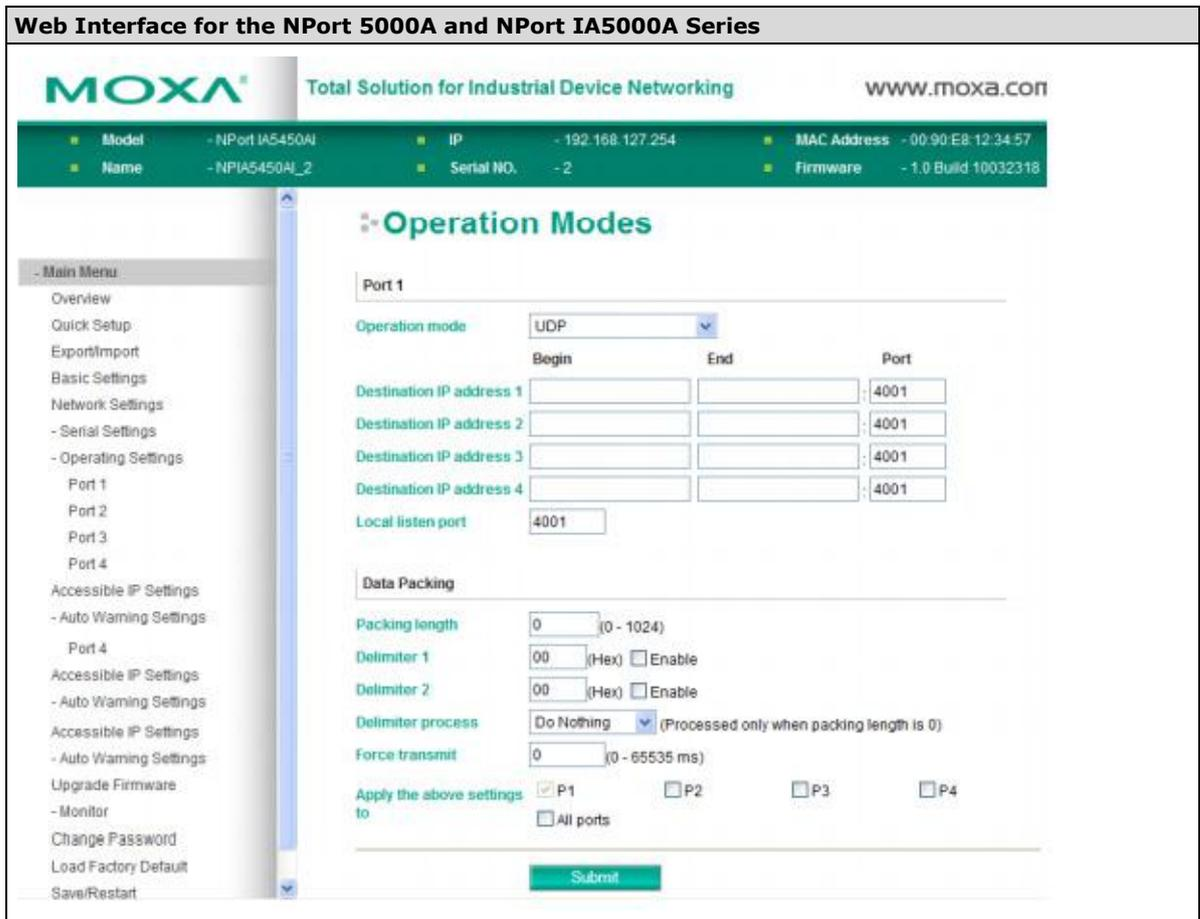 Web Interface for the NPort 5000A and NPort IA5000A Series
MOXA® Total Solution for Industrial Device Networking www.moxa.com
Model - NPort IA5450AI IP - 192.168.127.254 MAC Address - 00:90:E8:12:34:57
Name - NPIA5450AI_2 Serial NO. - 2 Firmware - 1.0 Build 10032318
Operation Modes
- Main Menu
Overview
Quick Setup
Export/Import
Basic Settings
Network Settings
- Serial Settings
- Operating Settings
Port 1
Port 2
Port 3
Port 4
Accessible IP Settings
- Auto Warning Settings
Port 4
Accessible IP Settings
- Auto Warning Settings
Accessible IP Settings
- Auto Warning Settings
Upgrade Firmware
- Monitor
Change Password
Load Factory Default
Save/Restart
Port 1
Operation mode UDP
Begin End Port
Destination IP address 1 : 4001
Destination IP address 2 : 4001
Destination IP address 3 : 4001
Destination IP address 4 : 4001
Local listen port 4001
Data Packing
Packing length 0 (0 - 1024)
Delimiter 1 00 (Hex) Enable
Delimiter 2 00 (Hex) Enable
Delimiter process Do Nothing (Processed only when packing length is 0)
Force transmit 0 (0 - 65535 ms)
Apply the above settings to P1 P2 P3 P4
All ports
Submit